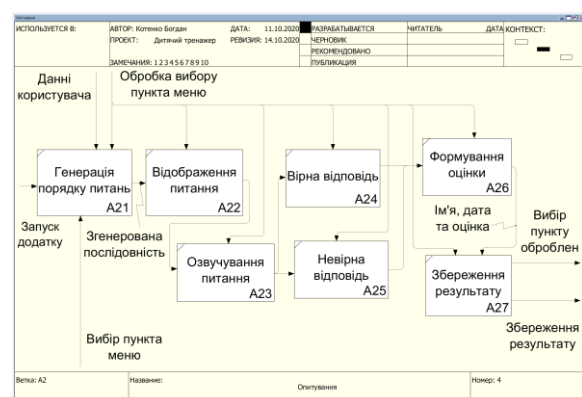 Опитування
ИСПОЛЬЗУЕТСЯ В:
АВТОР: Котенко Богдан
ДАТА: 11.10.2020
РАЗРАБАТЫВАЕТСЯ
ЧИТАТЕЛЬ
ДАТА
КОНТЕКСТ:
ПРОЕКТ: Дитячий тренажер
РЕВИЗИЯ: 14.10.2020
ЧЕРНОВИК
РЕКОМЕНДОВАНО
ЗАМЕЧАНИЯ: 1 2 3 4 5 6 7 8 9 10
ПУБЛИКАЦИЯ
Данні
користувача
Обробка вибору
пункта меню
Генерація
порядку питань
A21
Відображення
питання
A22
Вірна відповідь
A24
Формування
оцінки
A26
Запуск
додатку
Згенерована
послідовність
Озвучування
питання
A23
Невірна
відповідь
A25
Ім'я, дата
та оцінка
Вибір
пункту
оброблен
Збереження
результату
A27
Вибір пункта
меню
Збереження
результату
Ветка: A2
Название:
Опитування
Номер: 4